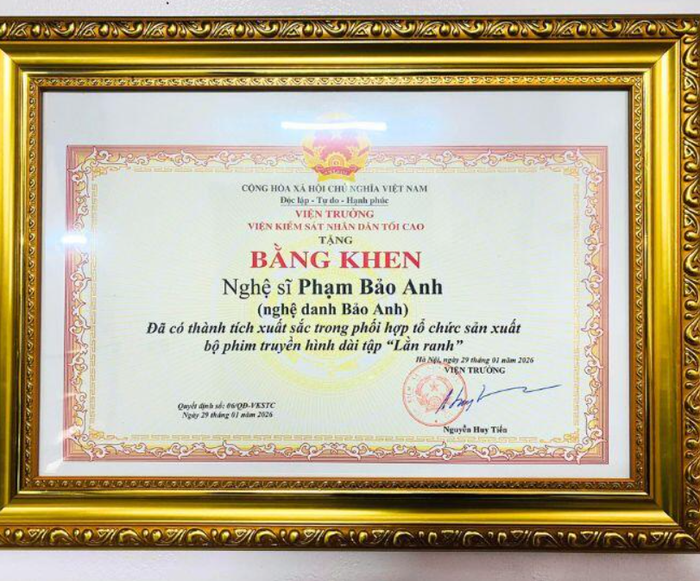 CỘNG HÒA XÃ HỘI CHỦ NGHĨA VIỆT NAM
Độc lập - Tự do - Hạnh phúc
VIỆN TRƯỞNG
VIỆN KIỂM SÁT NHÂN DÂN TỐI CAO
TẶNG
BẰNG KHEN
Nghệ sĩ Phạm Bảo Anh
(nghệ danh Bảo Anh)
Đã có thành tích xuất sắc trong phối hợp tổ chức sản xuất
bộ phim truyền hình dài tập “Lằn ranh”
Hà Nội, ngày 29 tháng 01 năm 2026
VIỆN TRƯỞNG
Quyết định số: 06/QĐ-VKSTC
Ngày 29 tháng 01 năm 2026
Nguyễn Huy Tiến